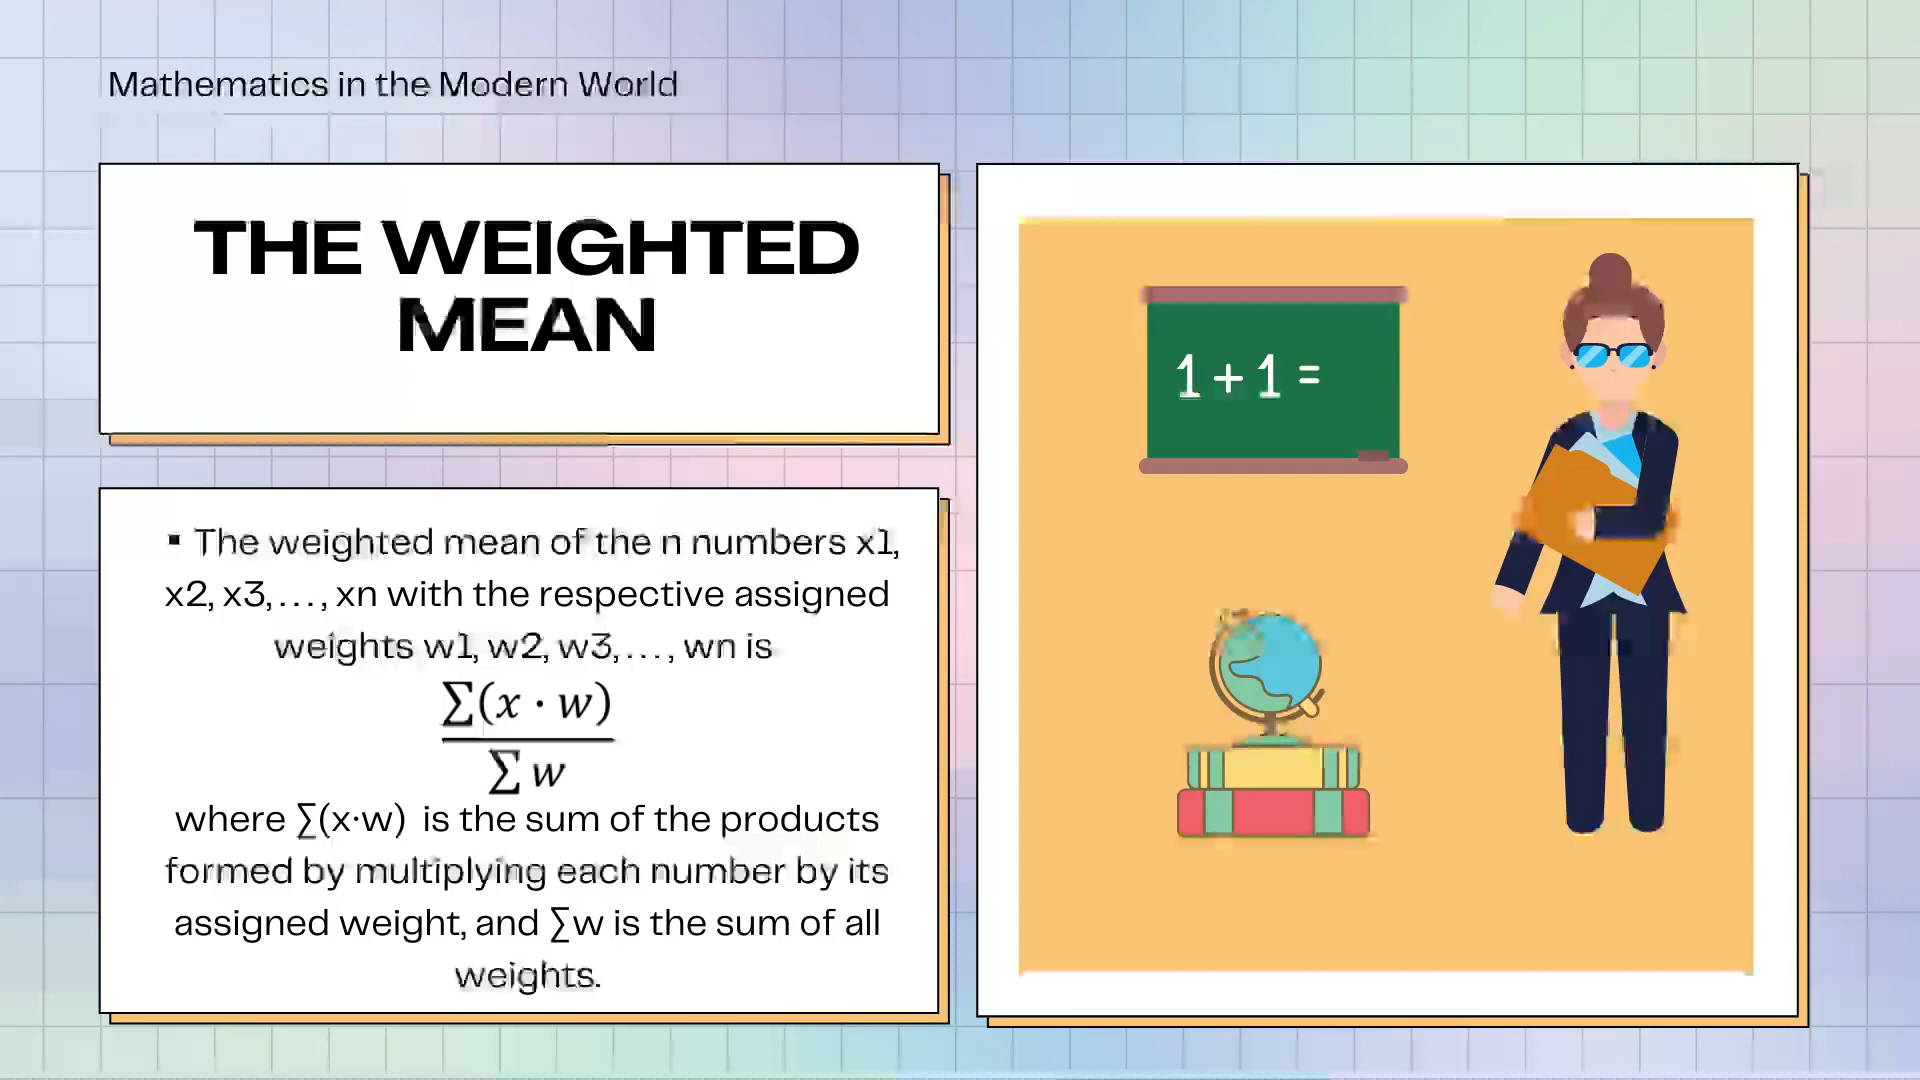 Mathematics in the Modern World
THE WEIGHTED
MEAN
▪ The weighted mean of the n numbers x1,
x2, x3,..., xn with the respective assigned
weights w1, w2, w3,..., wn is
∑(x · w)
∑ w
where ∑(x·w) is the sum of the products
formed by multiplying each number by its
assigned weight, and ∑w is the sum of all
weights.
1 + 1 =